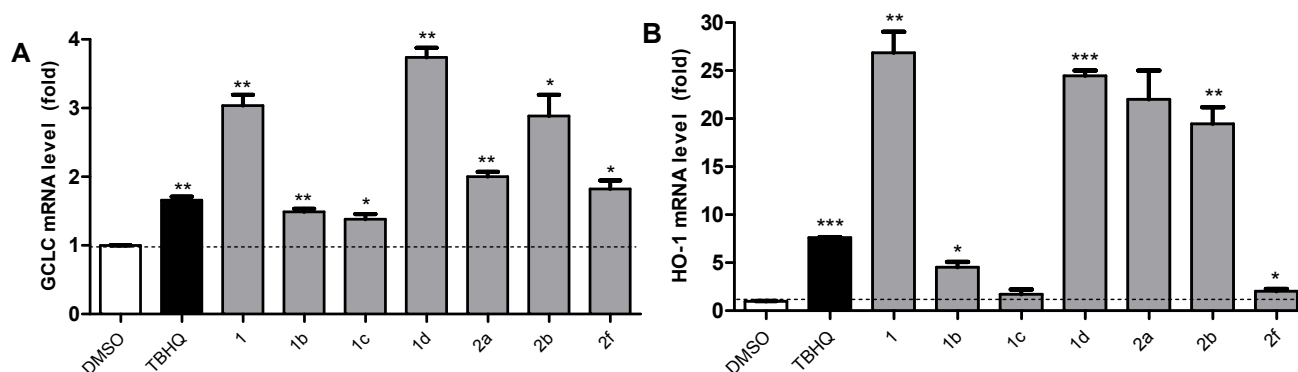 A
GCLC mRNA level (fold)
4
3
2
1
0
**
**
**
*
**
**
*
*
DMSO
TBHQ
1
1b
1c
1d
2a
2b
2f
B
HO-1 mRNA level (fold)
30
25
20
15
10
5
0
***
**
*
***
**
*
DMSO
TBHQ
1
1b
1c
1d
2a
2b
2f